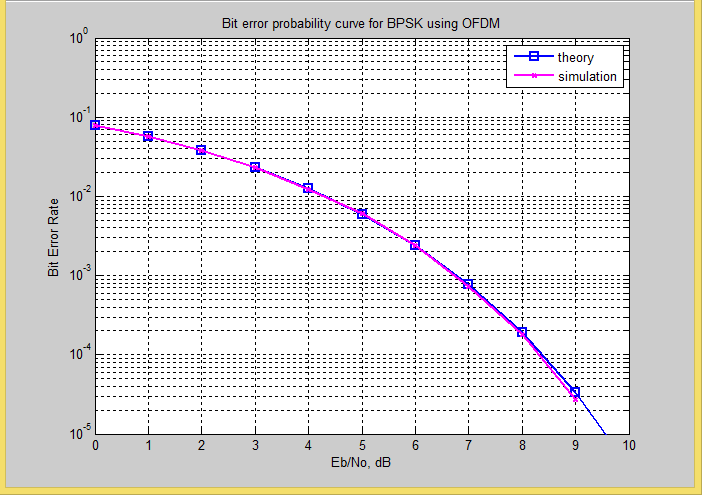 Bit error probability curve for BPSK using OFDM
10^0
theory
simulation
10^-1
10^-2
Bit Error Rate
10^-3
10^-4
10^-5
0 1 2 3 4 5 6 7 8 9 10
Eb/No, dB